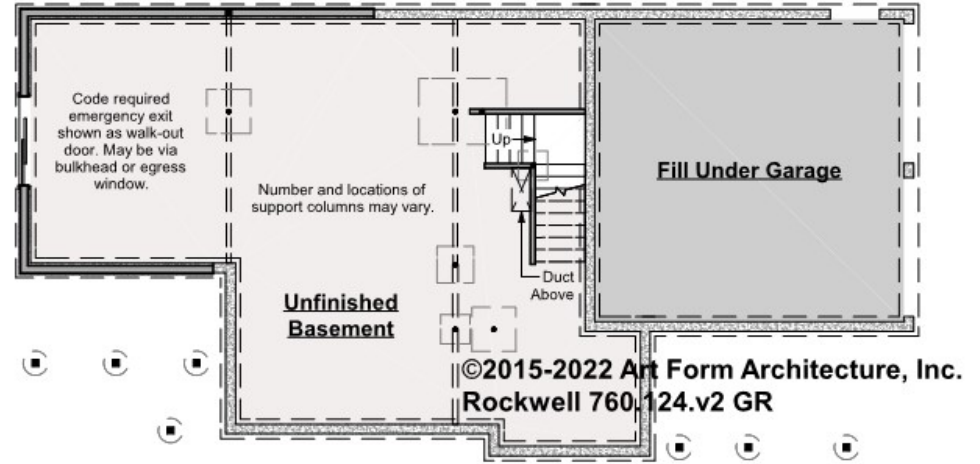 Code required
emergency exit
shown as walk-out
door. May be via
bulkhead or egress
window.
Number and locations of
support columns may vary.
Up
Fill Under Garage
Duct
Above
Unfinished
Basement
©2015-2022 Art Form Architecture, Inc.
Rockwell 760.124.v2 GR